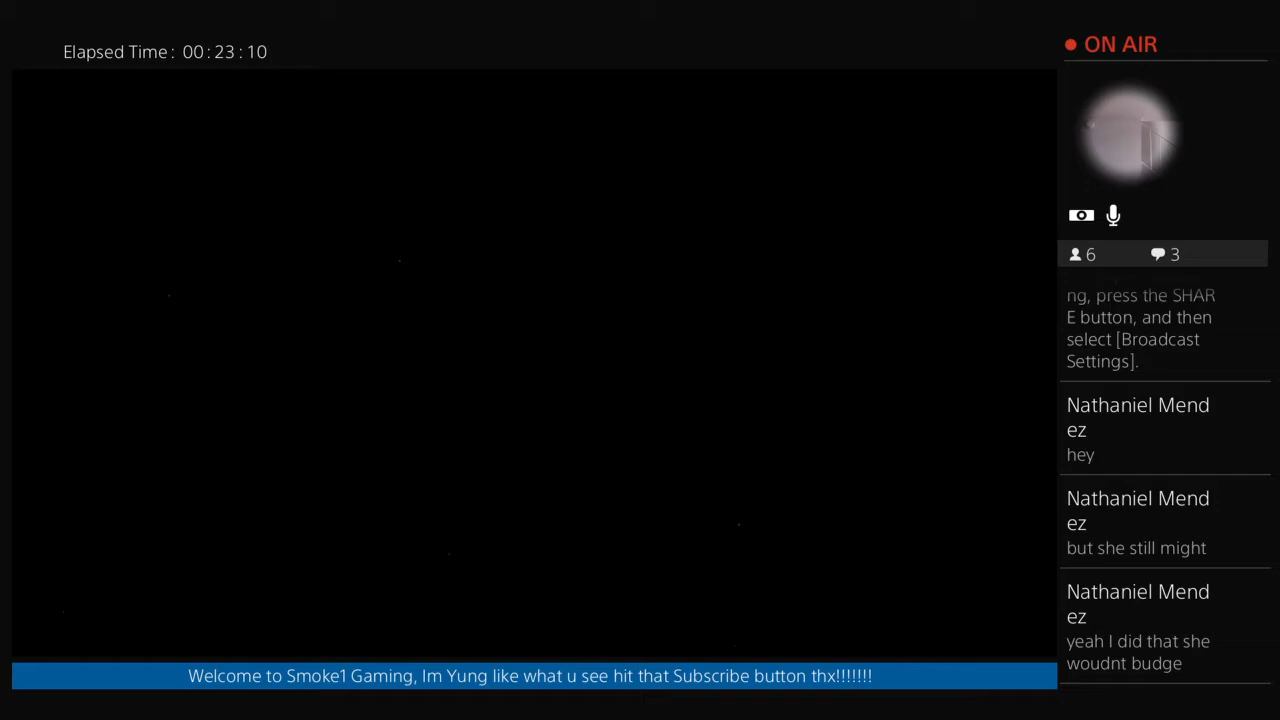 Elapsed Time: 00:23:10
ON AIR
6 3
ng, press the SHAR
E button, and then
select [Broadcast
Settings].
Nathaniel Mend
ez
hey
Nathaniel Mend
ez
but she still might
Nathaniel Mend
ez
yeah I did that she
woudnt budge
Welcome to Smoke1 Gaming, Im Yung like what u see hit that Subscribe button thx!!!!!!!